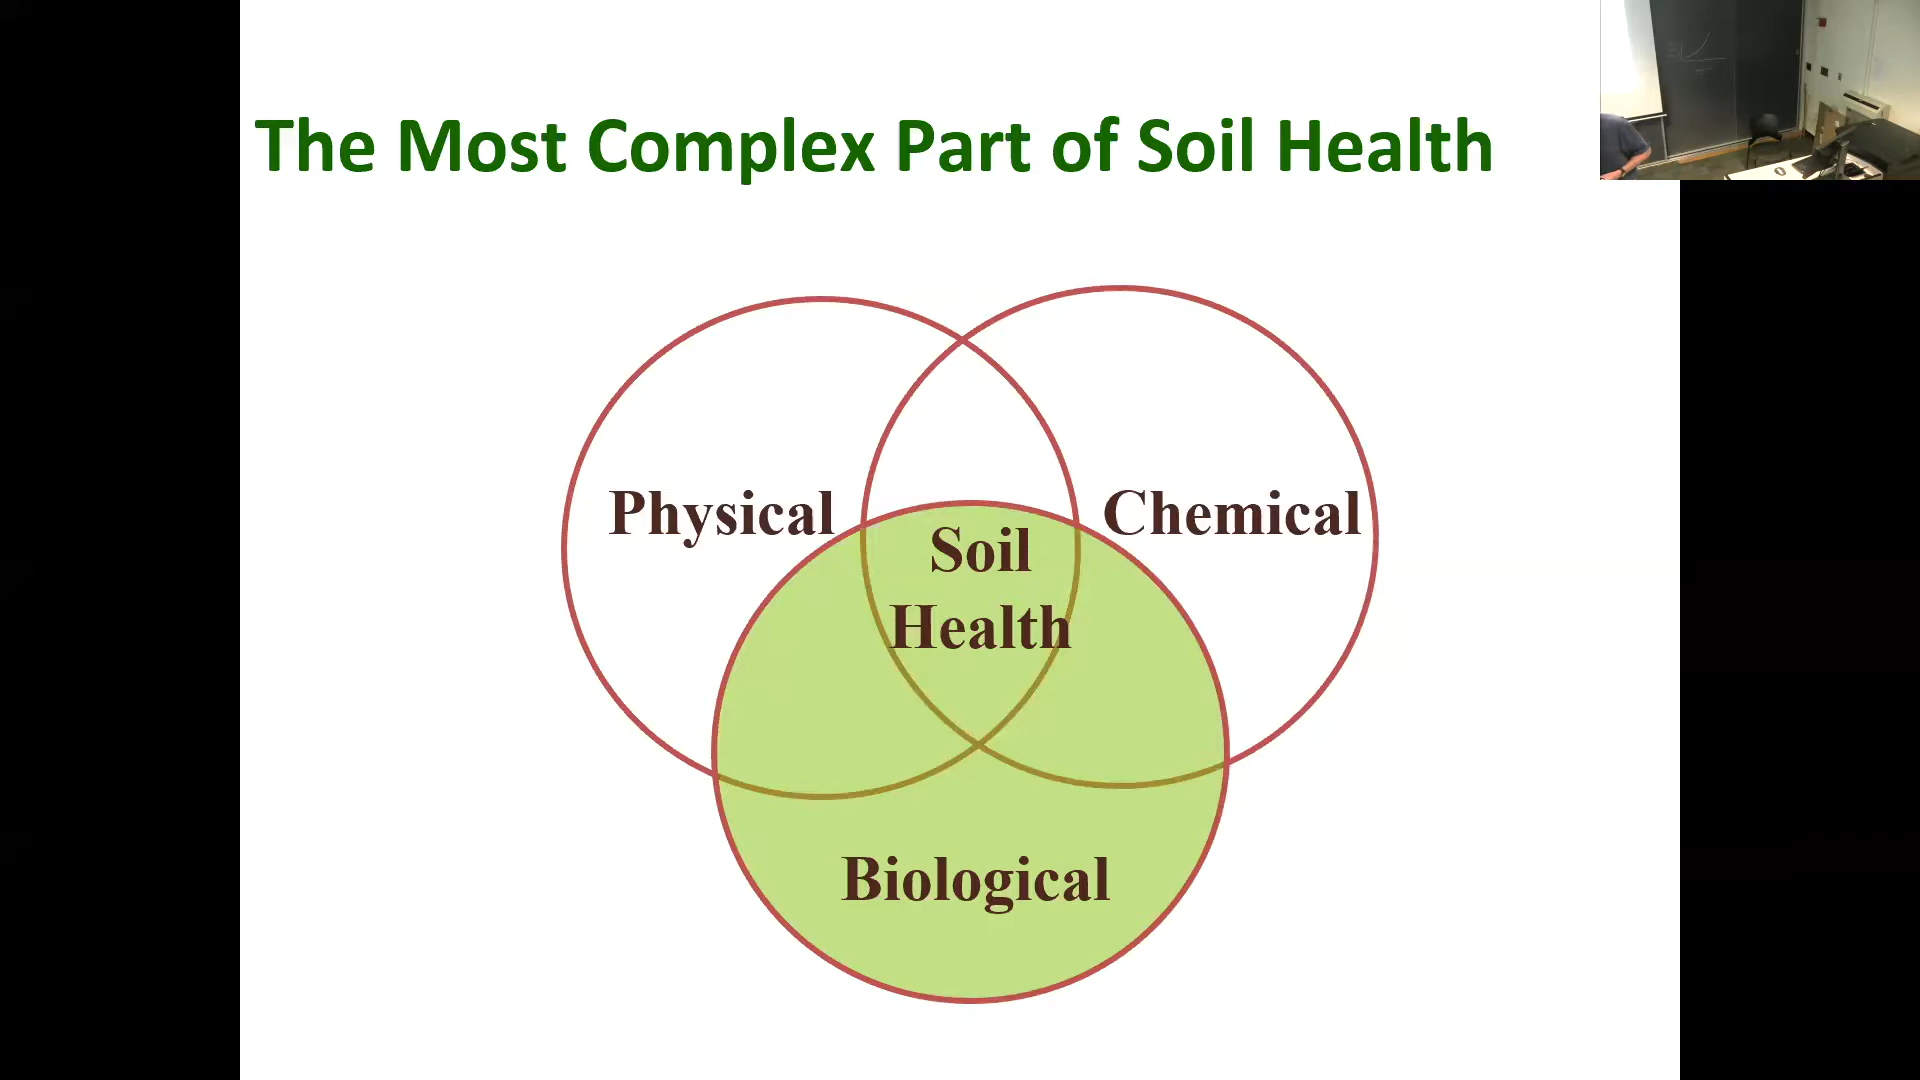 The Most Complex Part of Soil Health
Physical
Chemical
Soil
Health
Biological